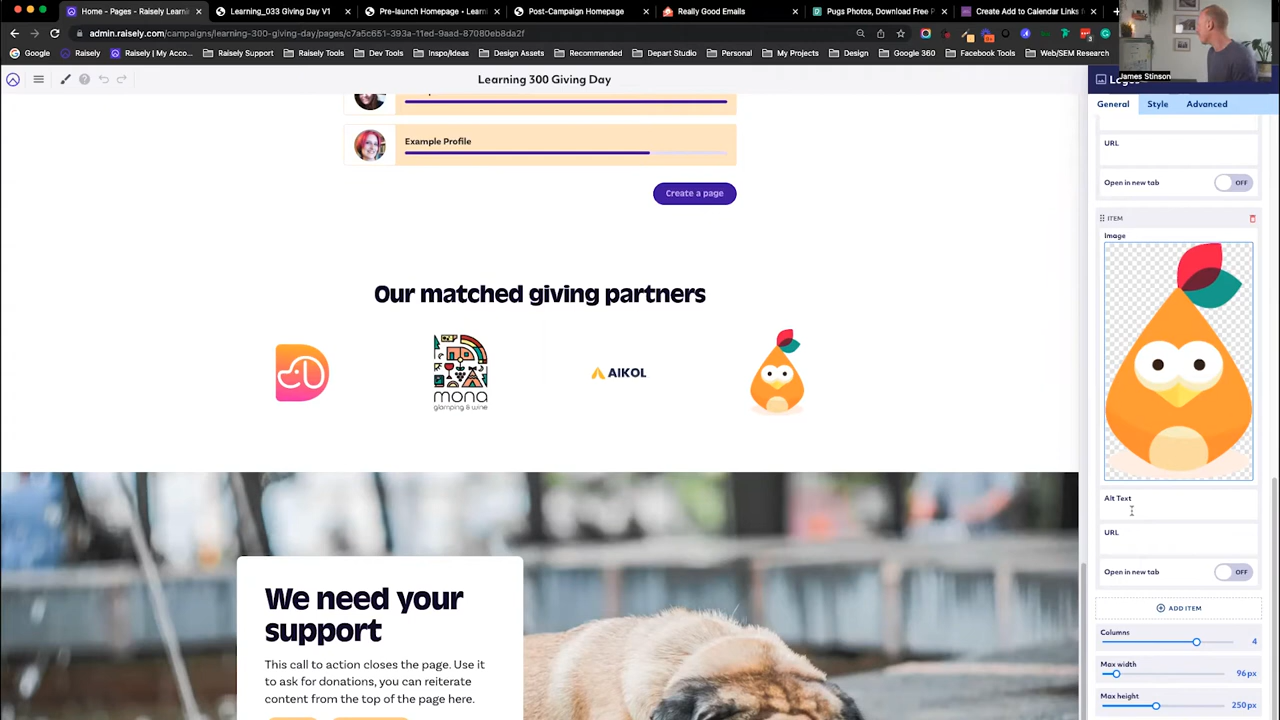 Home - Pages - Raisely Learni
Learning_033 Giving Day V1
Pre-launch Homepage - Learni
Post-Campaign Homepage
Really Good Emails
Pugs Photos, Download Free P
Create Add to Calendar Links f
admin.raisely.com/campaigns/learning-300-giving-day/pages/c7a5c651-393a-11ed-9aad-87080eb8da2f
Google
Raisely
Raisely | My Acco...
Raisely Support
Raisely Tools
Dev Tools
Inspo/Ideas
Design Assets
Recommended
Depart Studio
Personal
My Projects
Design
Google 360
Facebook Tools
Web/SEM Research
James Stinson
Learning 300 Giving Day
General
Style
Advanced
URL
Open in new tab
OFF
Example Profile
Create a page
ITEM
Image
Our matched giving partners
mona
glamping & wine
AIKOL
Alt Text
URL
Open in new tab
OFF
ADD ITEM
Columns
4
Max width
96px
Max height
250px
We need your
support
This call to action closes the page. Use it
to ask for donations, you can reiterate
content from the top of the page here.